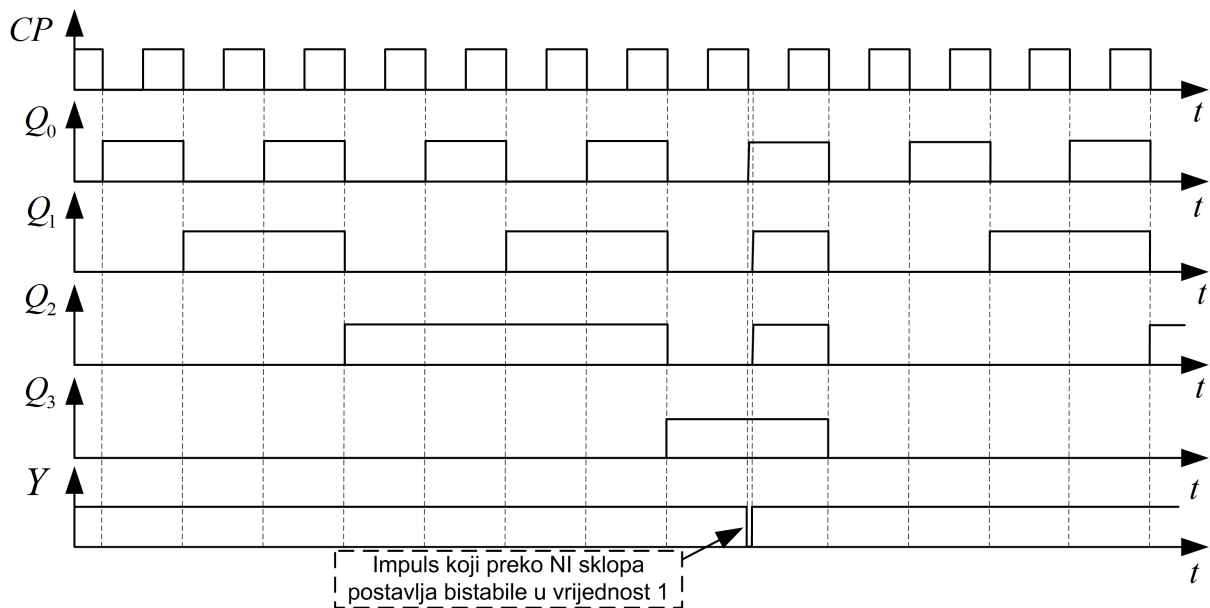 CP
t
Q0
t
Q1
t
Q2
t
Q3
t
Y
t
Impuls koji preko NI sklopa
postavlja bistabile u vrijednost 1